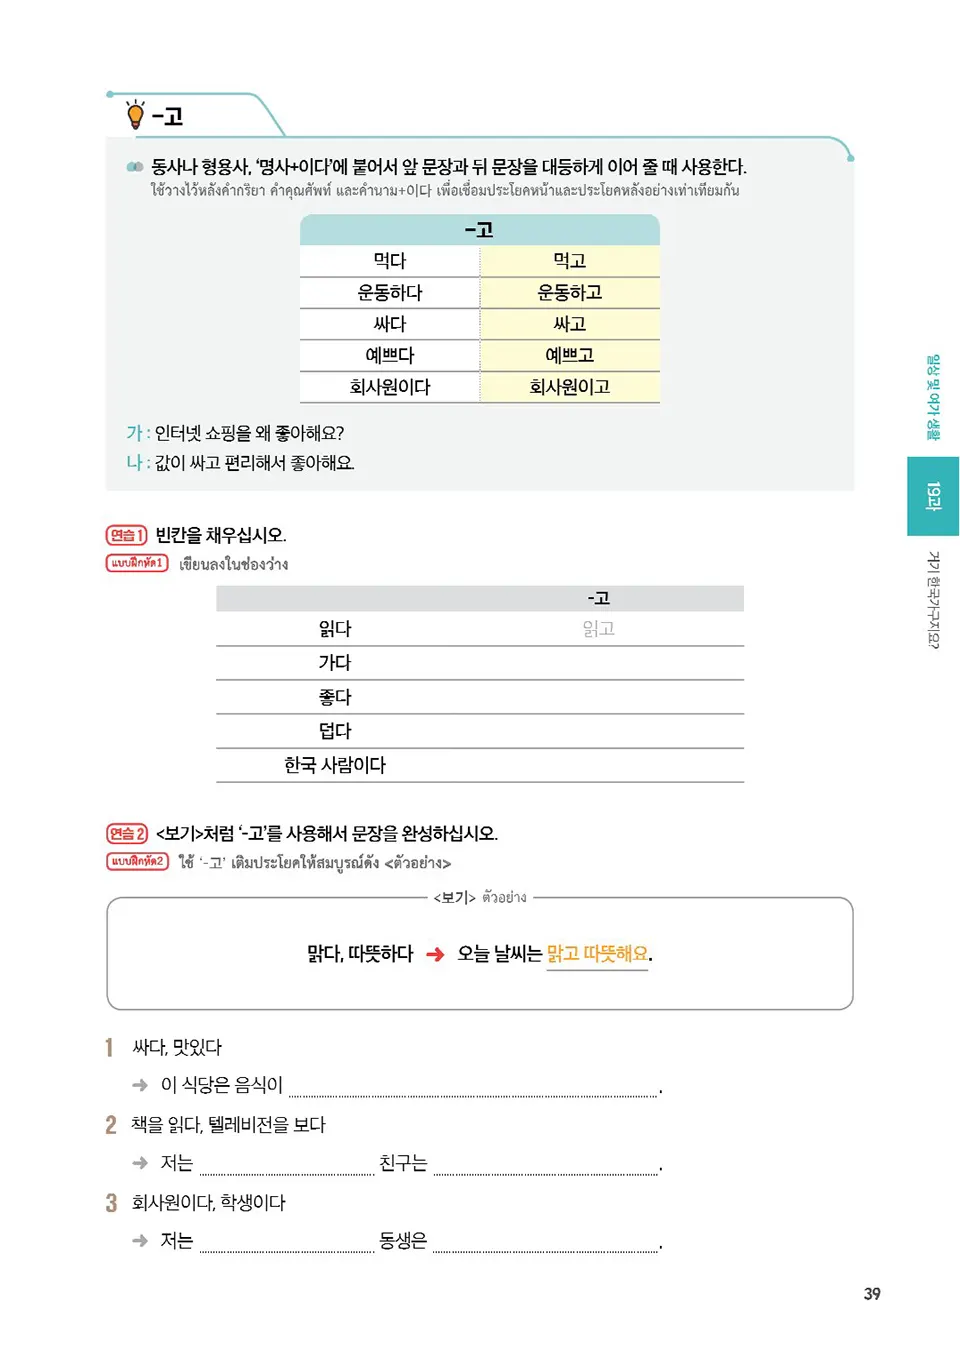 -고
동사나 형용사, ‘명사+이다’에 붙어서 앞 문장과 뒤 문장을 대등하게 이어 줄 때 사용한다.
ใช้วางไว้หลังคำกริยา คำคุณศัพท์ และคำนาม+이다 เพื่อเชื่อมประโยคหน้าและประโยคหลังอย่างเท่าเทียมกัน
-고
먹다 먹고
운동하다 운동하고
싸다 싸고
예쁘다 예쁘고
회사원이다 회사원이고
가 : 인터넷 쇼핑을 왜 좋아해요?
나 : 값이 싸고 편리해서 좋아해요.
연습 1 빈칸을 채우십시오.
แบบฝึกหัด1 เขียนลงในช่องว่าง
-고
읽다 읽고
가다
좋다
덥다
한국 사람이다
연습 2 <보기>처럼 ‘-고’를 사용해서 문장을 완성하십시오.
แบบฝึกหัด2 ใช้ ‘-고’ เติมประโยคให้สมบูรณ์ดัง <ตัวอย่าง>
<보기> ตัวอย่าง
맑다, 따뜻하다 ➜ 오늘 날씨는 맑고 따뜻해요.
1 싸다, 맛있다
➜ 이 식당은 음식이 .
2 책을 읽다, 텔레비전을 보다
➜ 저는 친구는 .
3 회사원이다, 학생이다
➜ 저는 동생은 .
일상 및 여가 생활
19과
거기 한국가구지요?
39